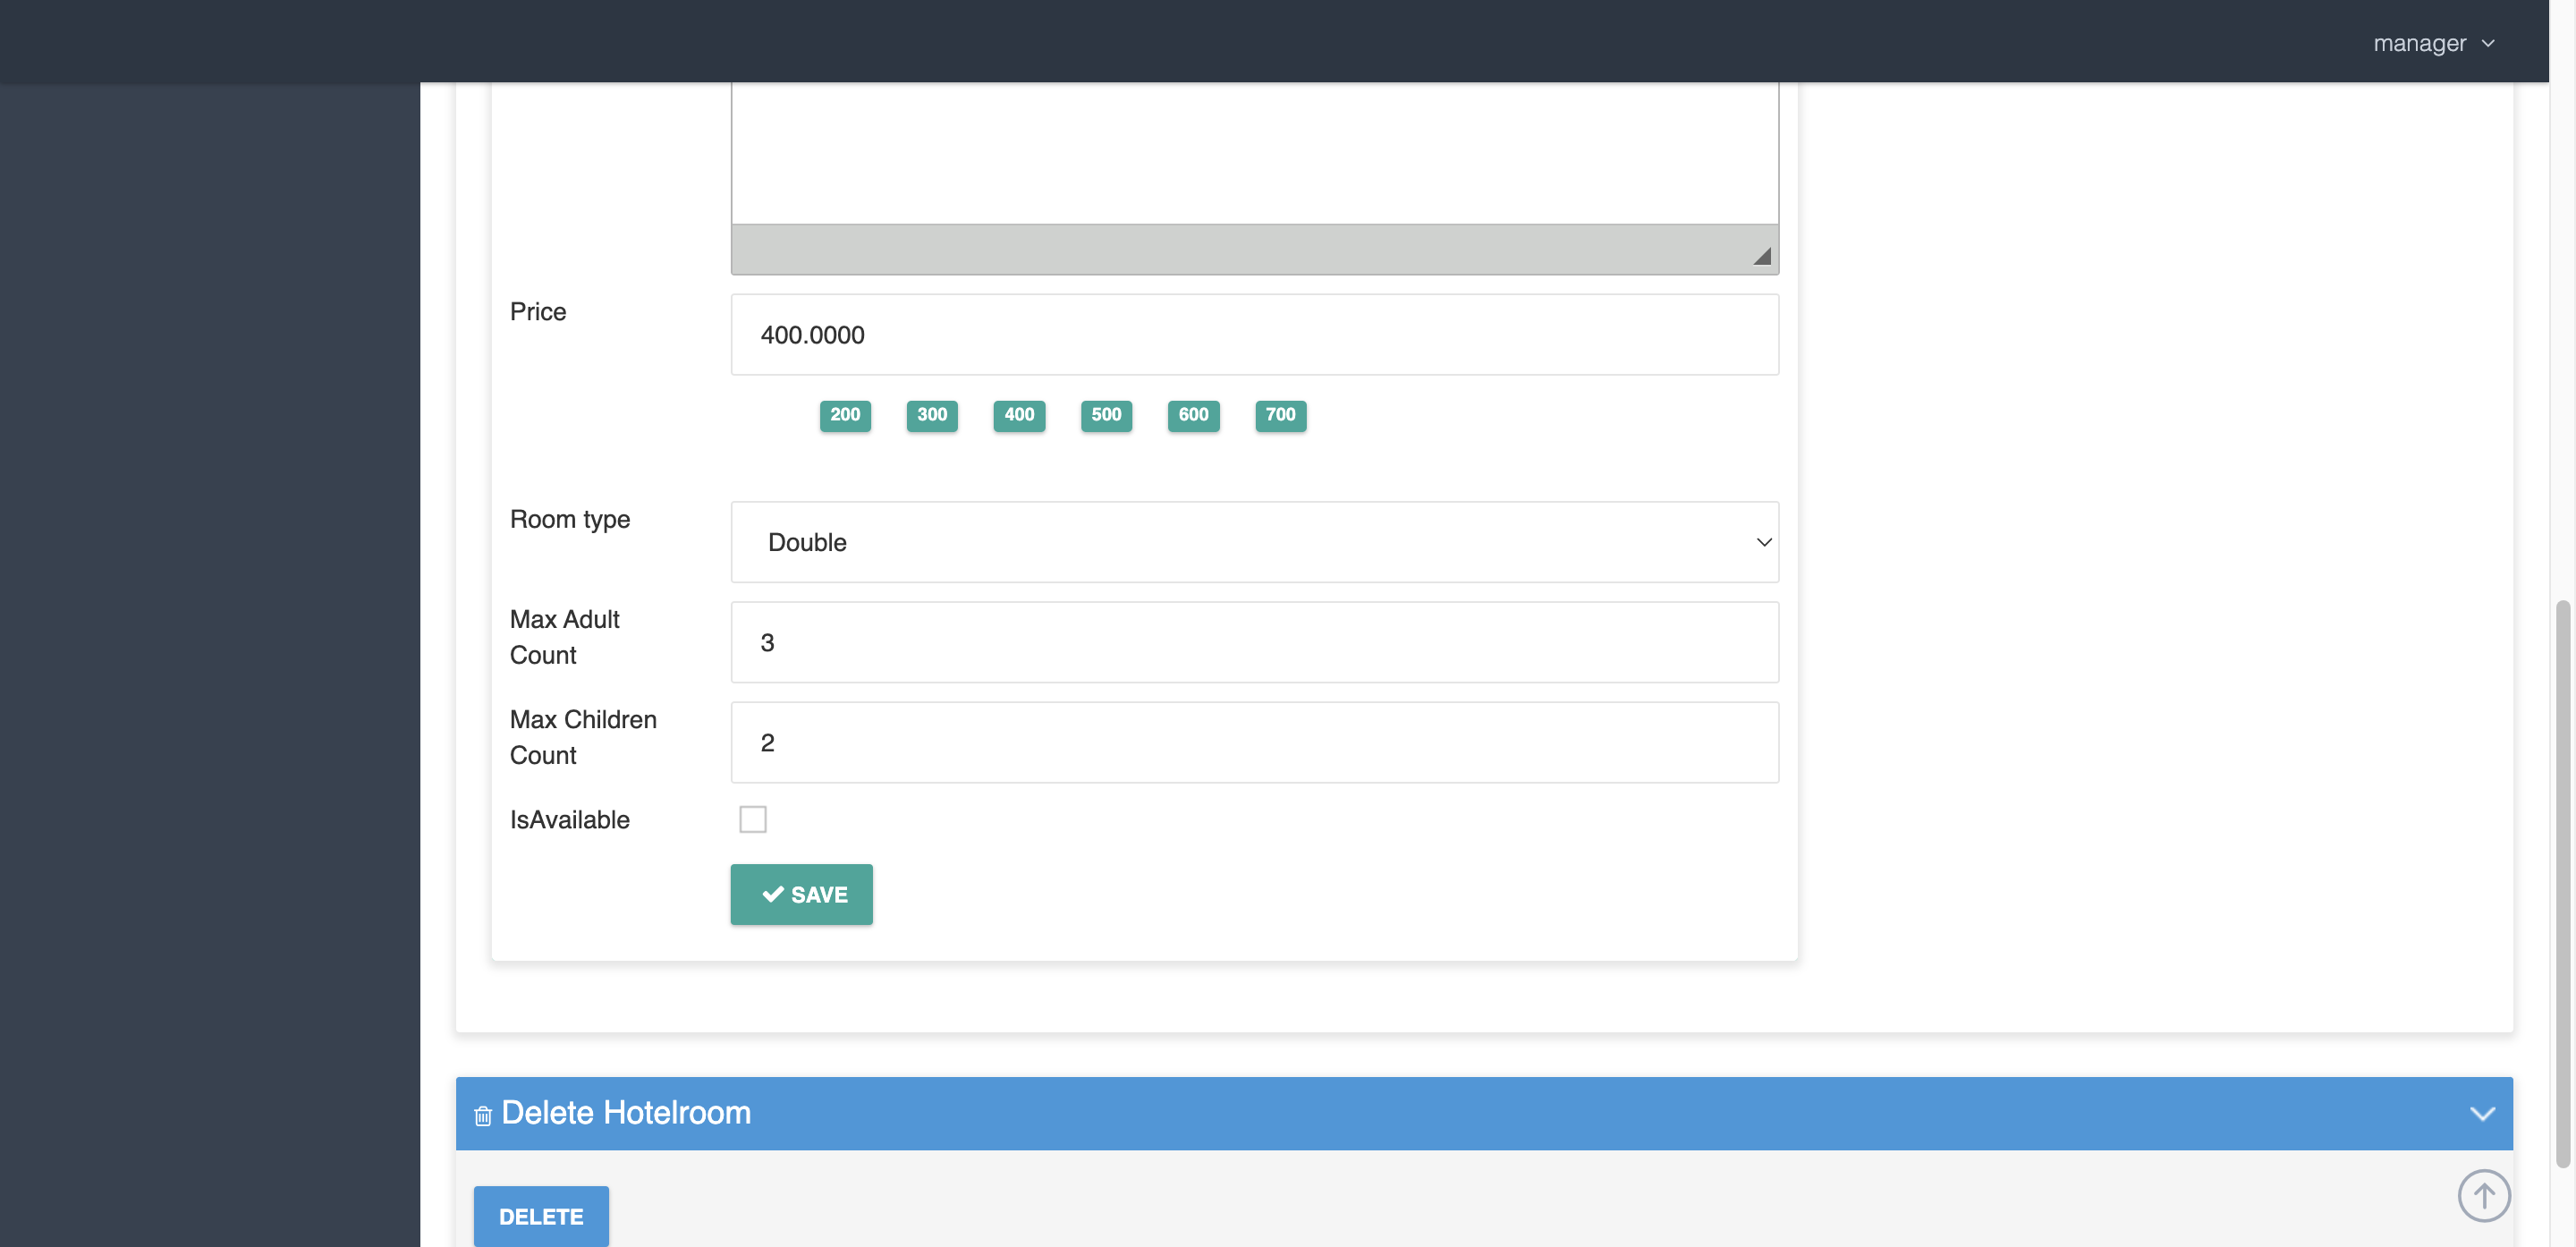 manager
Price
400.0000
200 300 400 500 600 700
Room type
Double
Max Adult
Count
3
Max Children
Count
2
IsAvailable
SAVE
Delete Hotelroom
DELETE